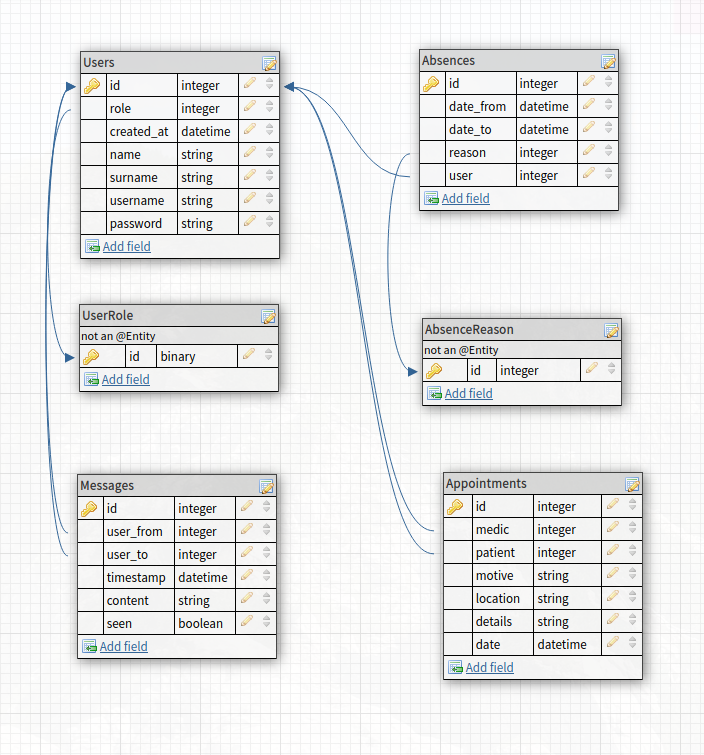 Users
id integer
role integer
created_at datetime
name string
surname string
username string
password string
Add field
Absences
id integer
date_from datetime
date_to datetime
reason integer
user integer
Add field
UserRole
not an @Entity
id binary
Add field
AbsenceReason
not an @Entity
id integer
Add field
Messages
id integer
user_from integer
user_to integer
timestamp datetime
content string
seen boolean
Add field
Appointments
id integer
medic integer
patient integer
motive string
location string
details string
date datetime
Add field